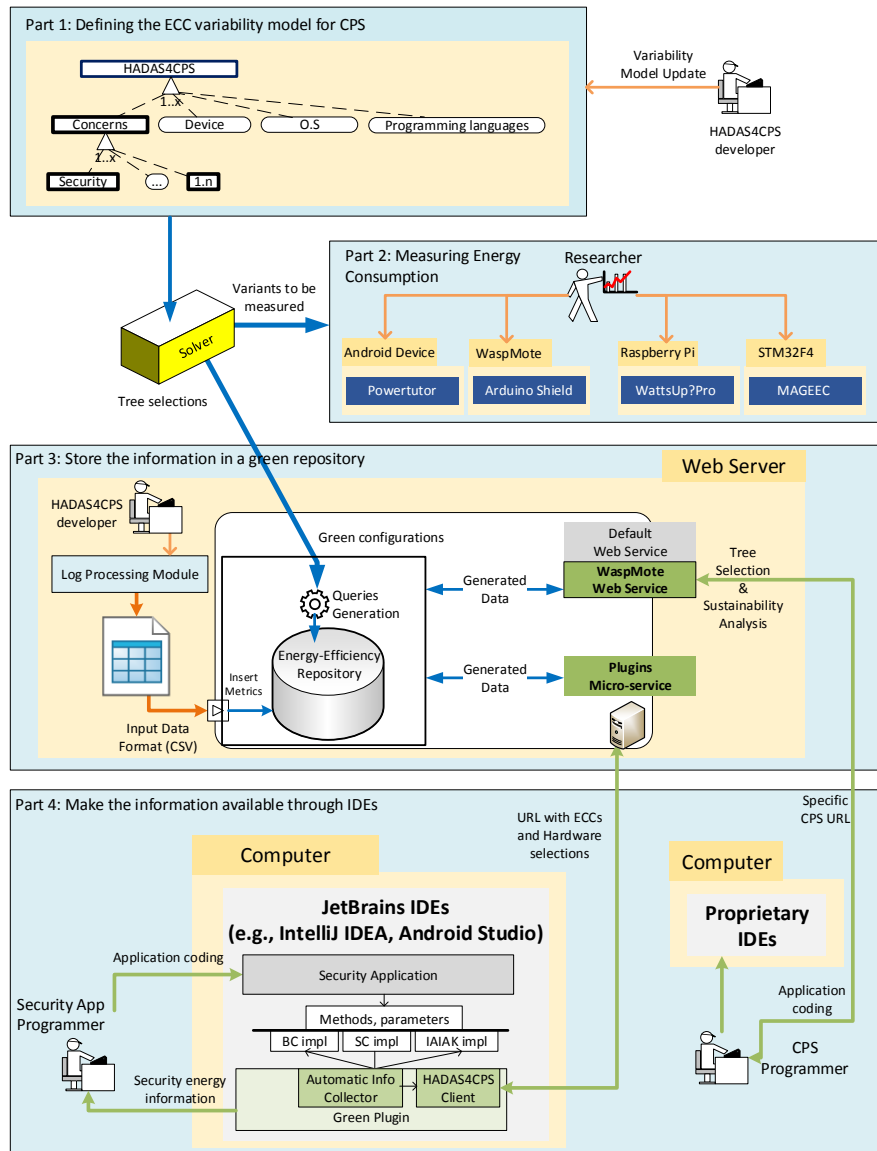 Part 1: Defining the ECC variability model for CPS
HADAS4CPS
1..x
Concerns
Device
O.S
Programming languages
1..x
Security
...
1.n
Variability
Model Update
HADAS4CPS
developer
Part 2: Measuring Energy
Consumption
Researcher
Variants to be
measured
Solver
Tree selections
Android Device
WaspMote
Raspberry Pi
STM32F4
Powertutor
Arduino Shield
WattsUp?Pro
MAGEEC
Part 3: Store the information in a green repository
Web Server
HADAS4CPS
developer
Green configurations
Log Processing Module
Queries
Generation
Energy-Efficiency
Repository
Insert
Metrics
Input Data
Format (CSV)
Generated
Data
Default
Web Service
WaspMote
Web Service
Generated
Data
Plugins
Micro-service
Tree
Selection
&
Sustainability
Analysis
Part 4: Make the information available through IDEs
URL with ECCs
and Hardware
selections
Specific
CPS URL
Computer
JetBrains IDEs
(e.g., IntelliJ IDEA, Android Studio)
Application coding
Security Application
Security App
Programmer
Methods, parameters
BC impl
SC impl
IAIAK impl
Automatic Info
Collector
HADAS4CPS
Client
Green Plugin
Security energy
information
Computer
Proprietary
IDEs
Application
coding
CPS
Programmer